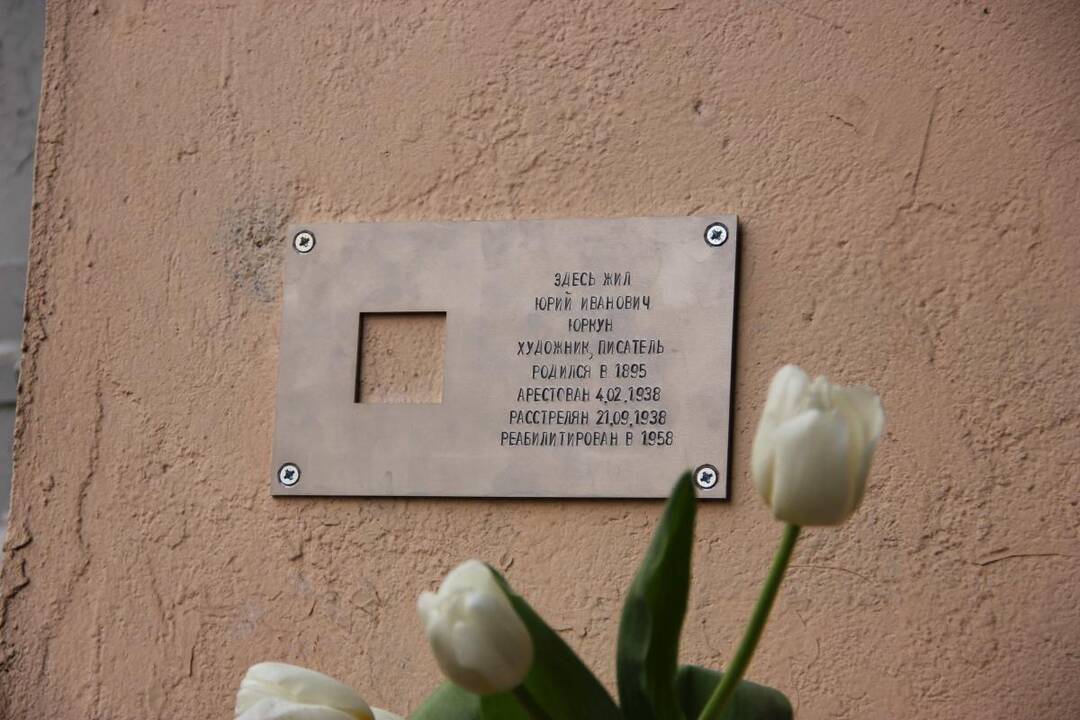 ЗДЕСЬ ЖИЛ
ЮРИЙ ИВАНОВИЧ
ЮРКУН
ХУДОЖНИК, ПИСАТЕЛЬ
РОДИЛСЯ В 1895
АРЕСТОВАН 4.02.1938
РАССТРЕЛЯН 21.09.1938
РЕАБИЛИТИРОВАН В 1958